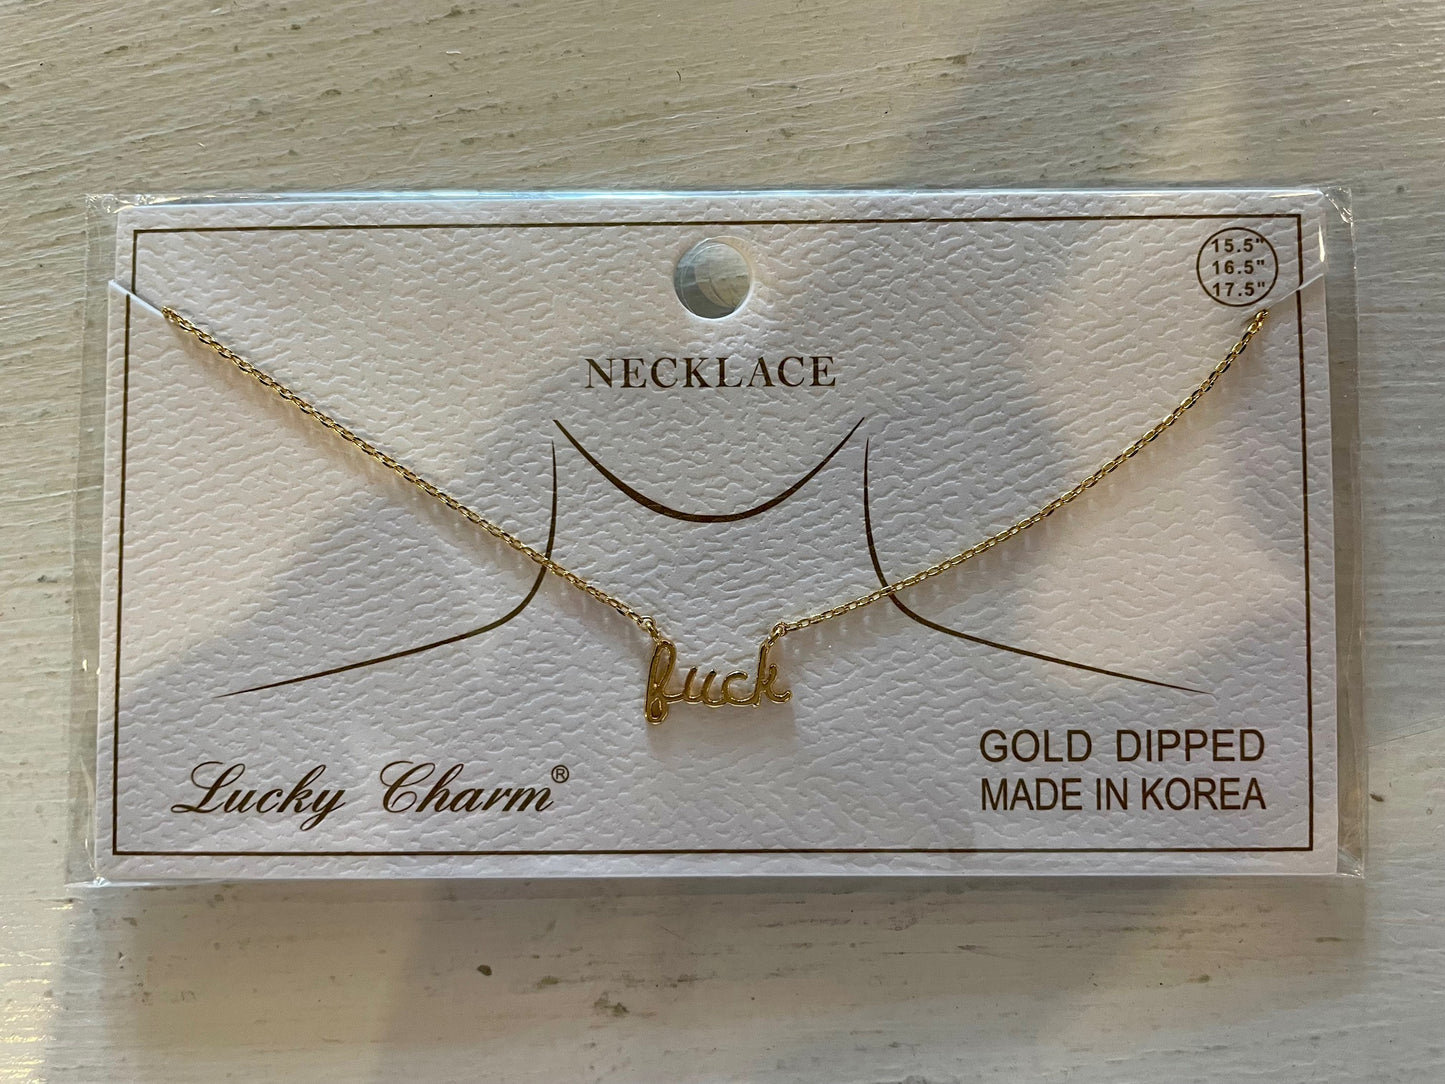 15.5"
16.5"
17.5"
NECKLACE
fuck
Lucky Charm®
GOLD DIPPED
MADE IN KOREA